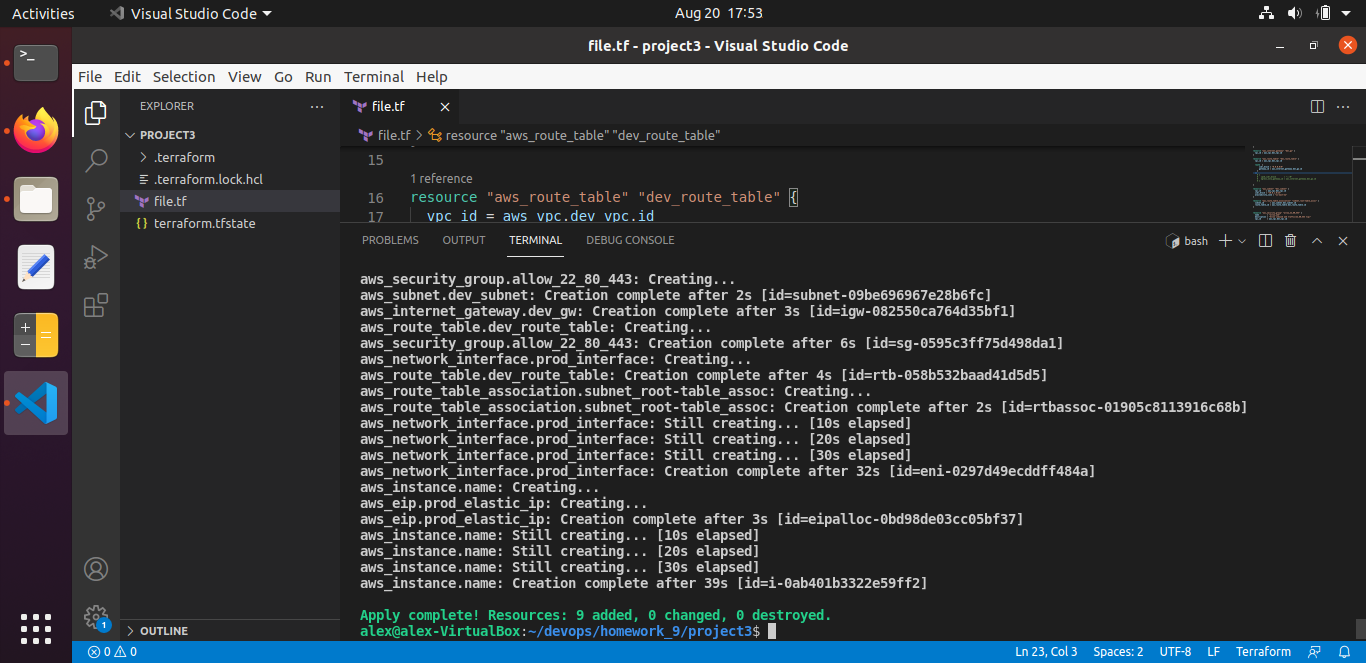 Activities
Visual Studio Code
Aug 20 17:53
file.tf - project3 - Visual Studio Code
File Edit Selection View Go Run Terminal Help
EXPLORER
PROJECT3
.terraform
.terraform.lock.hcl
file.tf
terraform.tfstate
OUTLINE
file.tf
file.tf > resource "aws_route_table" "dev_route_table"
15
1 reference
16 resource "aws_route_table" "dev_route_table" {
17 vpc_id = aws_vpc.dev_vpc.id
PROBLEMS OUTPUT TERMINAL DEBUG CONSOLE
bash
aws_security_group.allow_22_80_443: Creating...
aws_subnet.dev_subnet: Creation complete after 2s [id=subnet-09be696967e28b6fc]
aws_internet_gateway.dev_gw: Creation complete after 3s [id=igw-082550ca764d35bf1]
aws_route_table.dev_route_table: Creating...
aws_security_group.allow_22_80_443: Creation complete after 6s [id=sg-0595c3ff75d498da1]
aws_network_interface.prod_interface: Creating...
aws_route_table.dev_route_table: Creation complete after 4s [id=rtb-058b532baad41d5d5]
aws_route_table_association.subnet_root-table_assoc: Creating...
aws_route_table_association.subnet_root-table_assoc: Creation complete after 2s [id=rtbassoc-01905c8113916c68b]
aws_network_interface.prod_interface: Still creating... [10s elapsed]
aws_network_interface.prod_interface: Still creating... [20s elapsed]
aws_network_interface.prod_interface: Still creating... [30s elapsed]
aws_network_interface.prod_interface: Creation complete after 32s [id=eni-0297d49ecddff484a]
aws_instance.name: Creating...
aws_eip.prod_elastic_ip: Creating...
aws_eip.prod_elastic_ip: Creation complete after 3s [id=eipalloc-0bd98de03cc05bf37]
aws_instance.name: Still creating... [10s elapsed]
aws_instance.name: Still creating... [20s elapsed]
aws_instance.name: Still creating... [30s elapsed]
aws_instance.name: Creation complete after 39s [id=i-0ab401b3322e59ff2]
Apply complete! Resources: 9 added, 0 changed, 0 destroyed.
alex@alex-VirtualBox:~/devops/homework_9/project3$
1
0 0
Ln 23, Col 3 Spaces: 2 UTF-8 LF Terraform